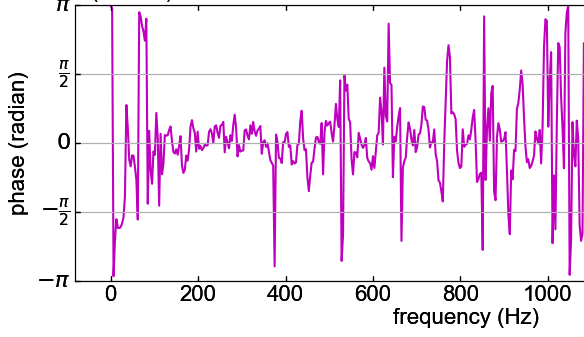 π
π/2
0
−π/2
−π
phase (radian)
0 200 400 600 800 1000
frequency (Hz)